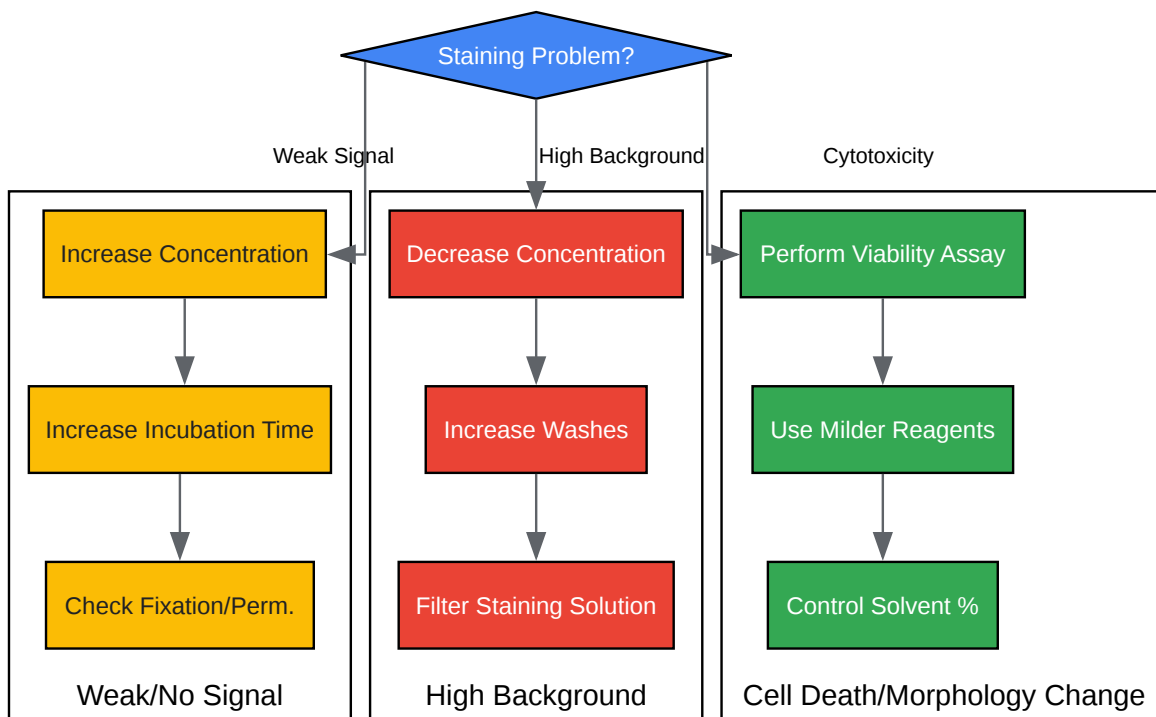 Staining Problem?
Weak Signal
High Background
Cytotoxicity
Increase Concentration
Decrease Concentration
Perform Viability Assay
Increase Incubation Time
Increase Washes
Use Milder Reagents
Check Fixation/Perm.
Filter Staining Solution
Control Solvent %
Weak/No Signal
High Background
Cell Death/Morphology Change